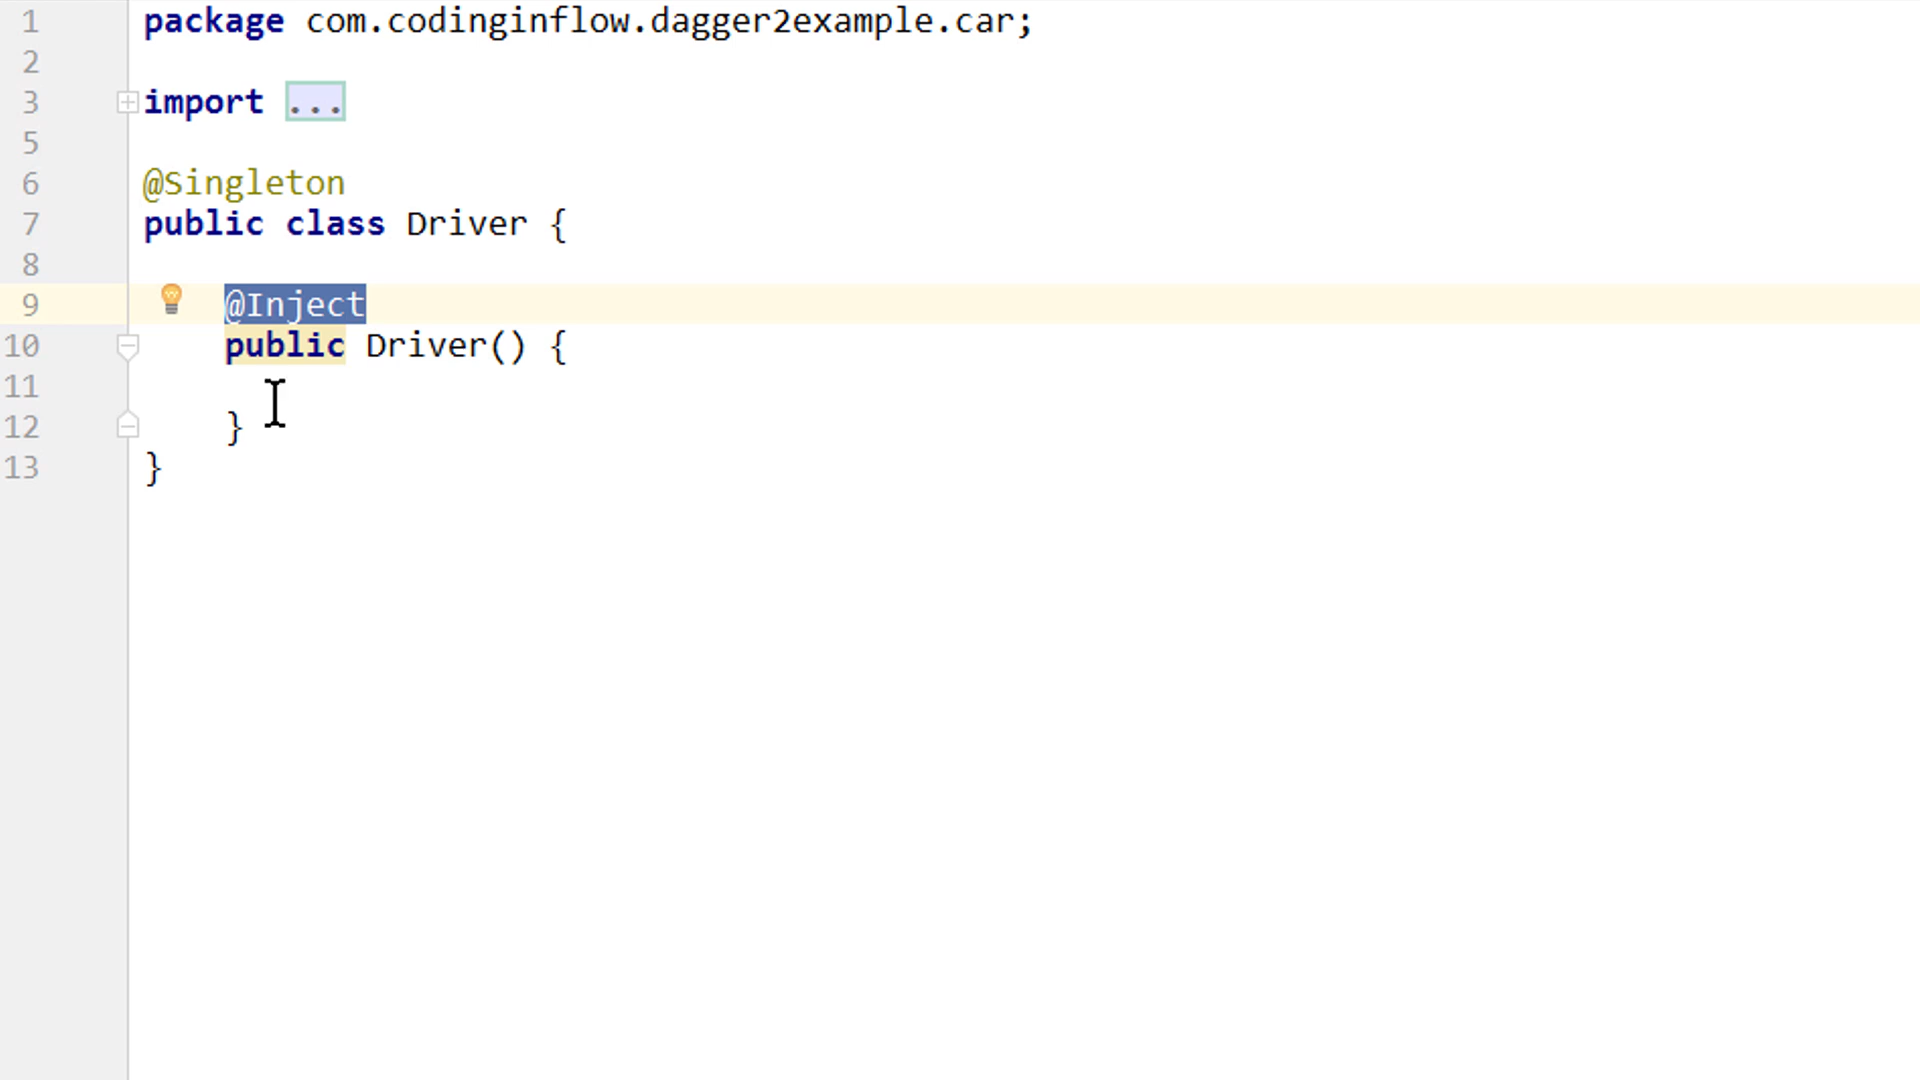 1 package com.codinginflow.dagger2example.car;
2
3 import ...
5
6 @Singleton
7 public class Driver {
8
9 @Inject
10 public Driver() {
11
12 }
13 }